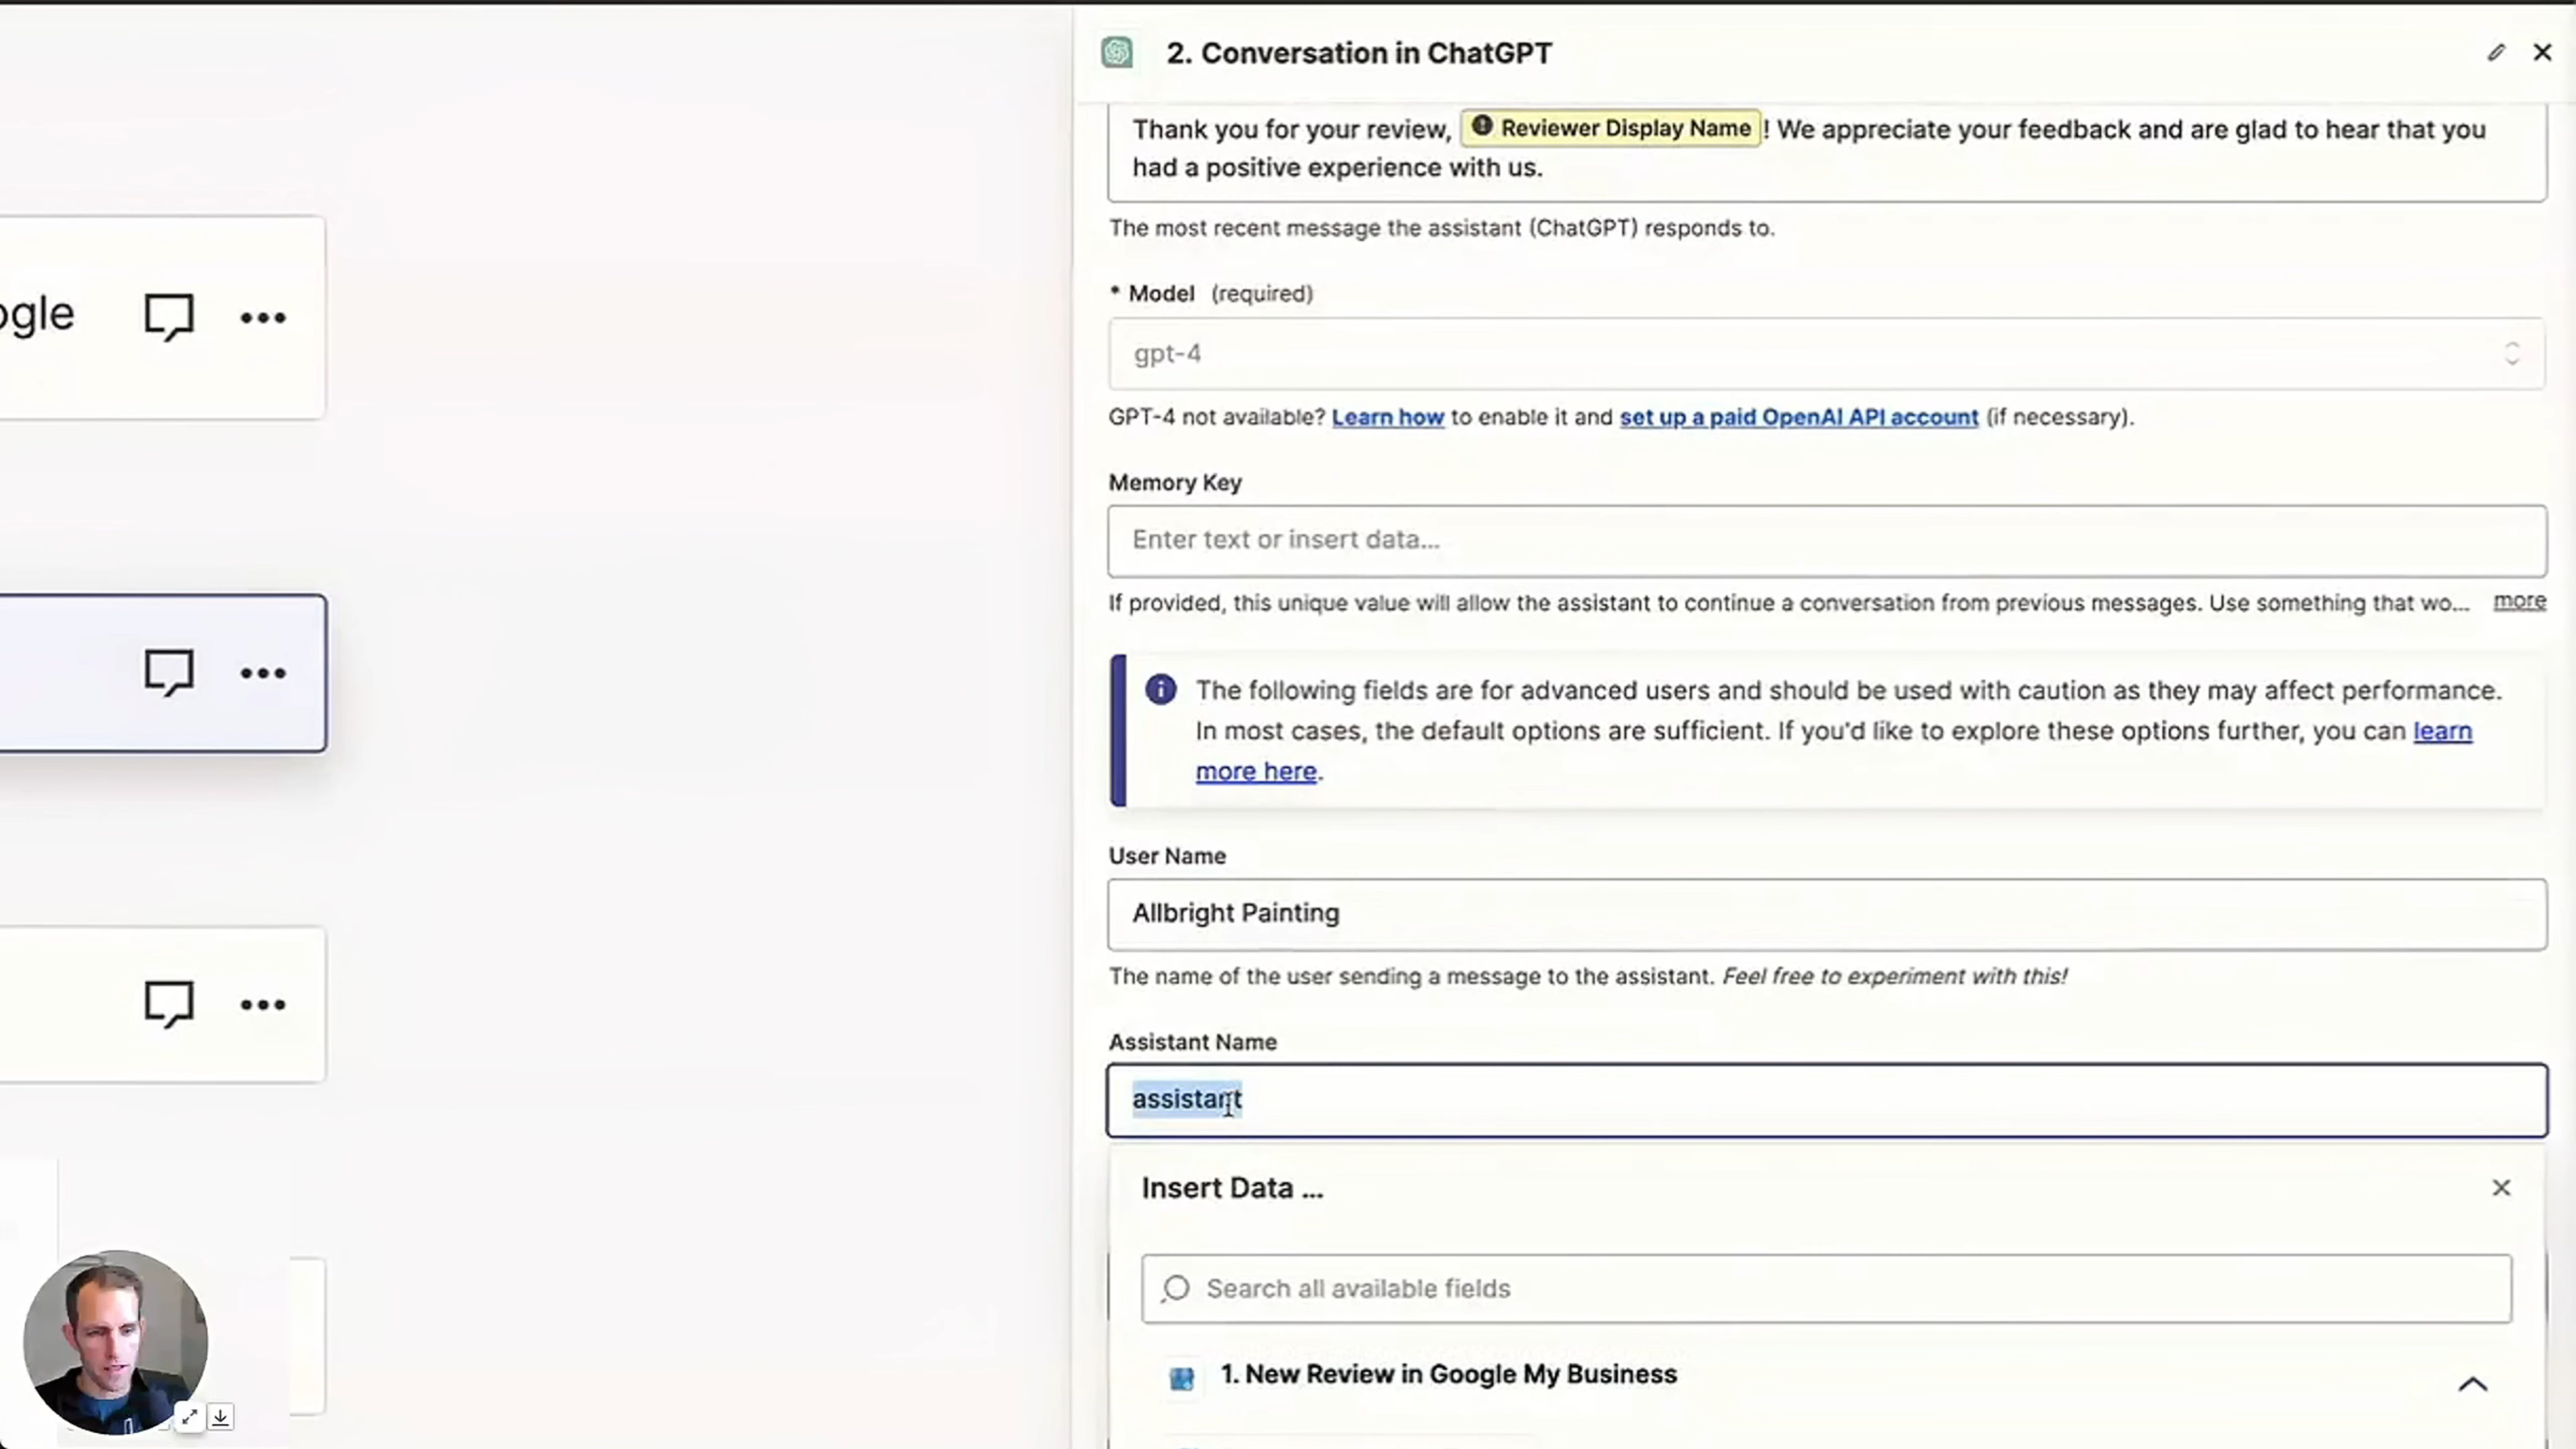 2. Conversation in ChatGPT
Thank you for your review, Reviewer Display Name ! We appreciate your feedback and are glad to hear that you
had a positive experience with us.
The most recent message the assistant (ChatGPT) responds to.
* Model (required)
gpt-4
GPT-4 not available? Learn how to enable it and set up a paid OpenAI API account (if necessary).
Memory Key
Enter text or insert data...
If provided, this unique value will allow the assistant to continue a conversation from previous messages. Use something that wo... more
The following fields are for advanced users and should be used with caution as they may affect performance.
In most cases, the default options are sufficient. If you'd like to explore these options further, you can learn
more here.
User Name
Allbright Painting
The name of the user sending a message to the assistant. Feel free to experiment with this!
Assistant Name
assistant
Insert Data ...
Search all available fields
1. New Review in Google My Business
ogle